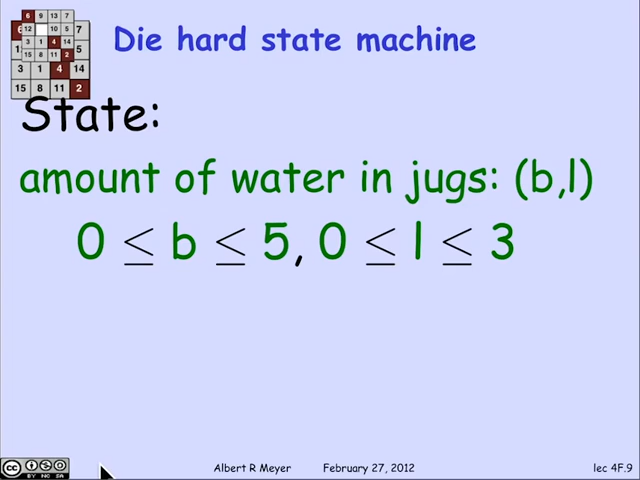 Die hard state machine
State:
amount of water in jugs: (b,l)
0 ≤ b ≤ 5, 0 ≤ l ≤ 3
Albert R Meyer February 27, 2012 lec 4F.9